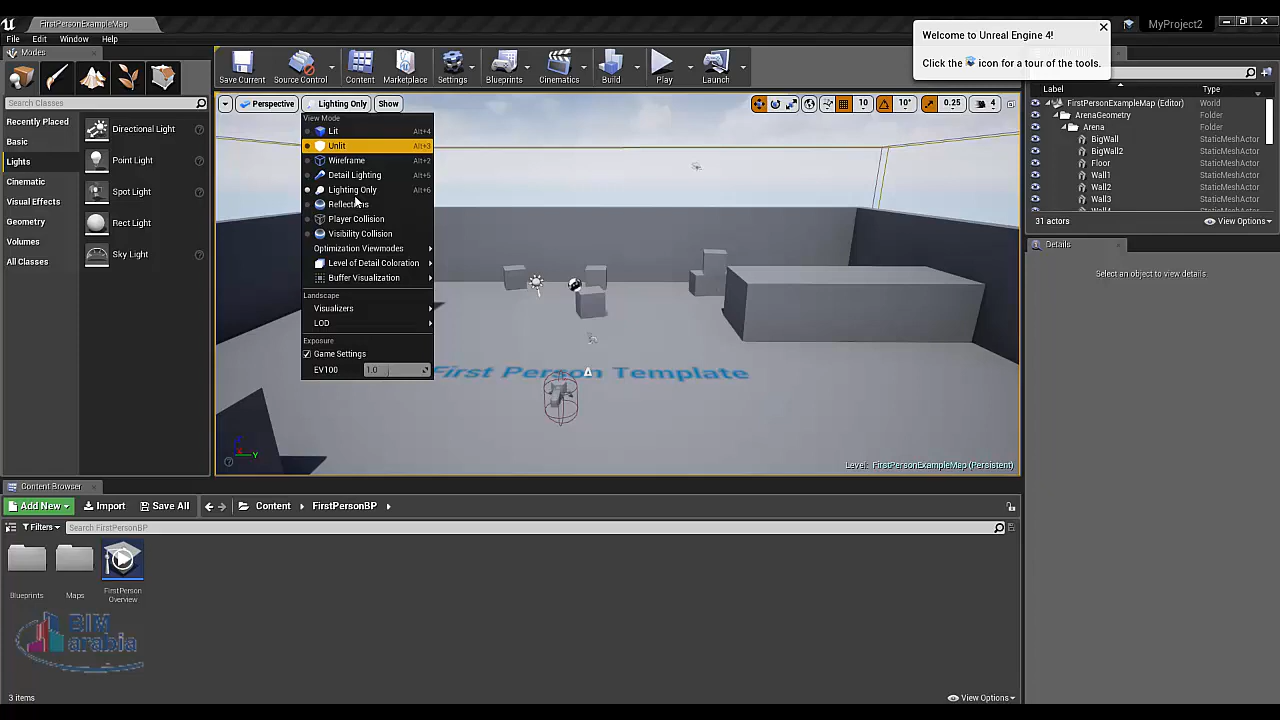 FirstPersonExampleMap
MyProject2
File Edit Window Help
Welcome to Unreal Engine 4!
Click the icon for a tour of the tools.
Modes
Search Classes
Recently Placed
Basic
Lights
Cinematic
Visual Effects
Geometry
Volumes
All Classes
Directional Light
Point Light
Spot Light
Rect Light
Sky Light
Save Current
Source Control
Content
Marketplace
Settings
Blueprints
Cinematics
Build
Play
Launch
Perspective
Lighting Only
Show
10
10°
0.25
4
View Mode
Lit Alt+4
Unlit Alt+3
Wireframe Alt+2
Detail Lighting Alt+5
Lighting Only Alt+6
Player Collision
Visibility Collision
Optimization Viewmodes
Level of Detail Coloration
Buffer Visualization
Landscape
Visualizers
LOD
Exposure
Game Settings
EV100 1.0
First Person Template
Y
Level: FirstPersonExampleMap (Persistent)
Label Type
FirstPersonExampleMap (Editor) World
ArenaGeometry Folder
Arena Folder
BigWall StaticMeshActor
BigWall2 StaticMeshActor
Floor StaticMeshActor
Wall1 StaticMeshActor
Wall2 StaticMeshActor
Wall3 StaticMeshActor
31 actors
View Options
Details
Select an object to view details
Content Browser
Add New
Import
Save All
Content
FirstPersonBP
Filters
Search FirstPersonBP
Blueprints
Maps
FirstPerson
Overview
BIM
arabia
3 items
View Options